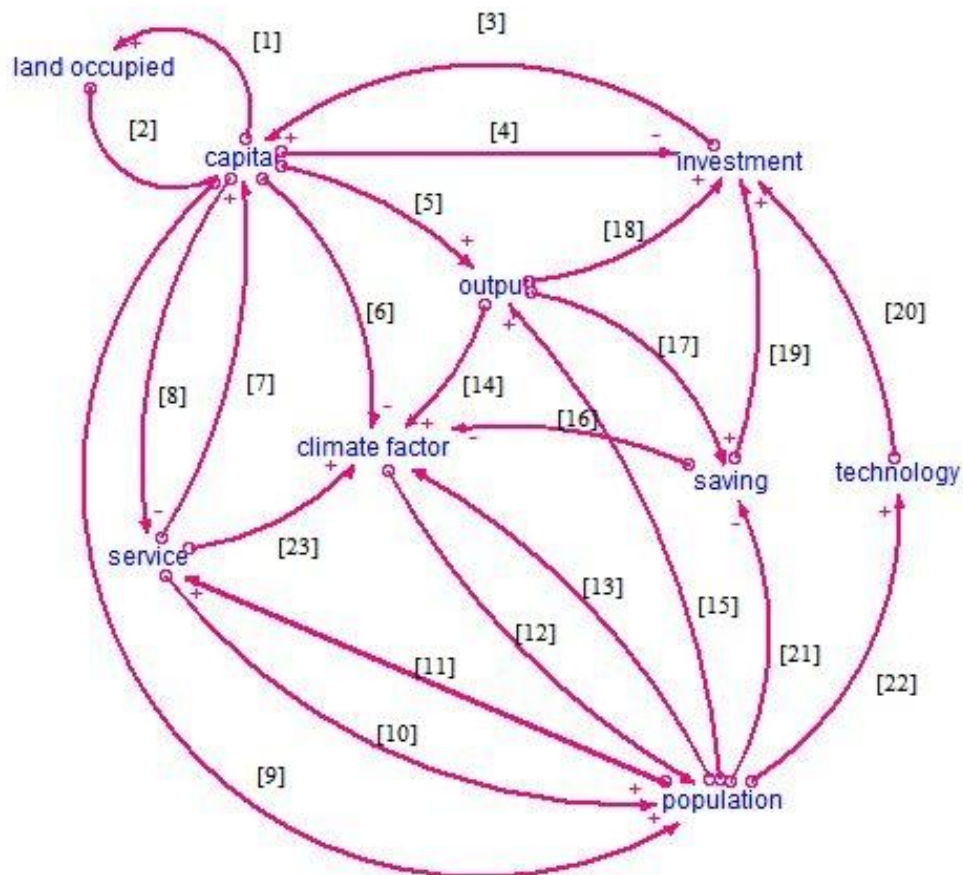 [1]
[3]
land occupied
[2]
[4]
capital
investment
[5]
[18]
output
[6]
[20]
[17]
[19]
[8]
[7]
[14]
[16]
climate factor
saving
technology
service
[23]
[13]
[15]
[12]
[21]
[11]
[22]
[10]
[9]
population